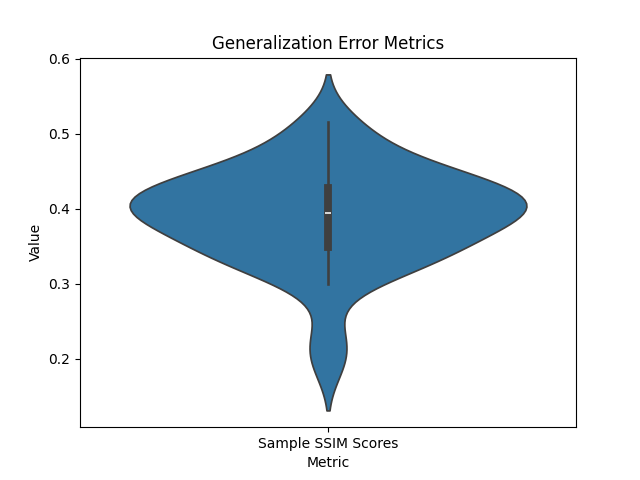 Generalization Error Metrics
0.6
0.5
0.4
0.3
0.2
Value
Sample SSIM Scores
Metric